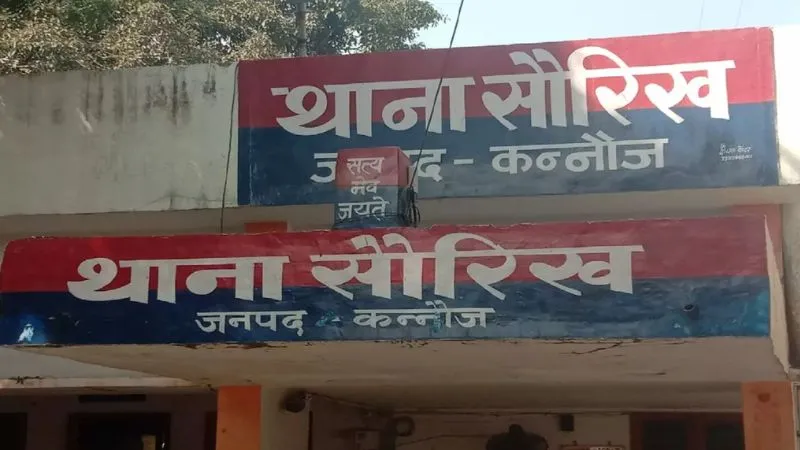 थाना सौरिख
जनपद - कन्नौज
सत्य
मेव
जयते
थाना सौरिख
जनपद - कन्नौज